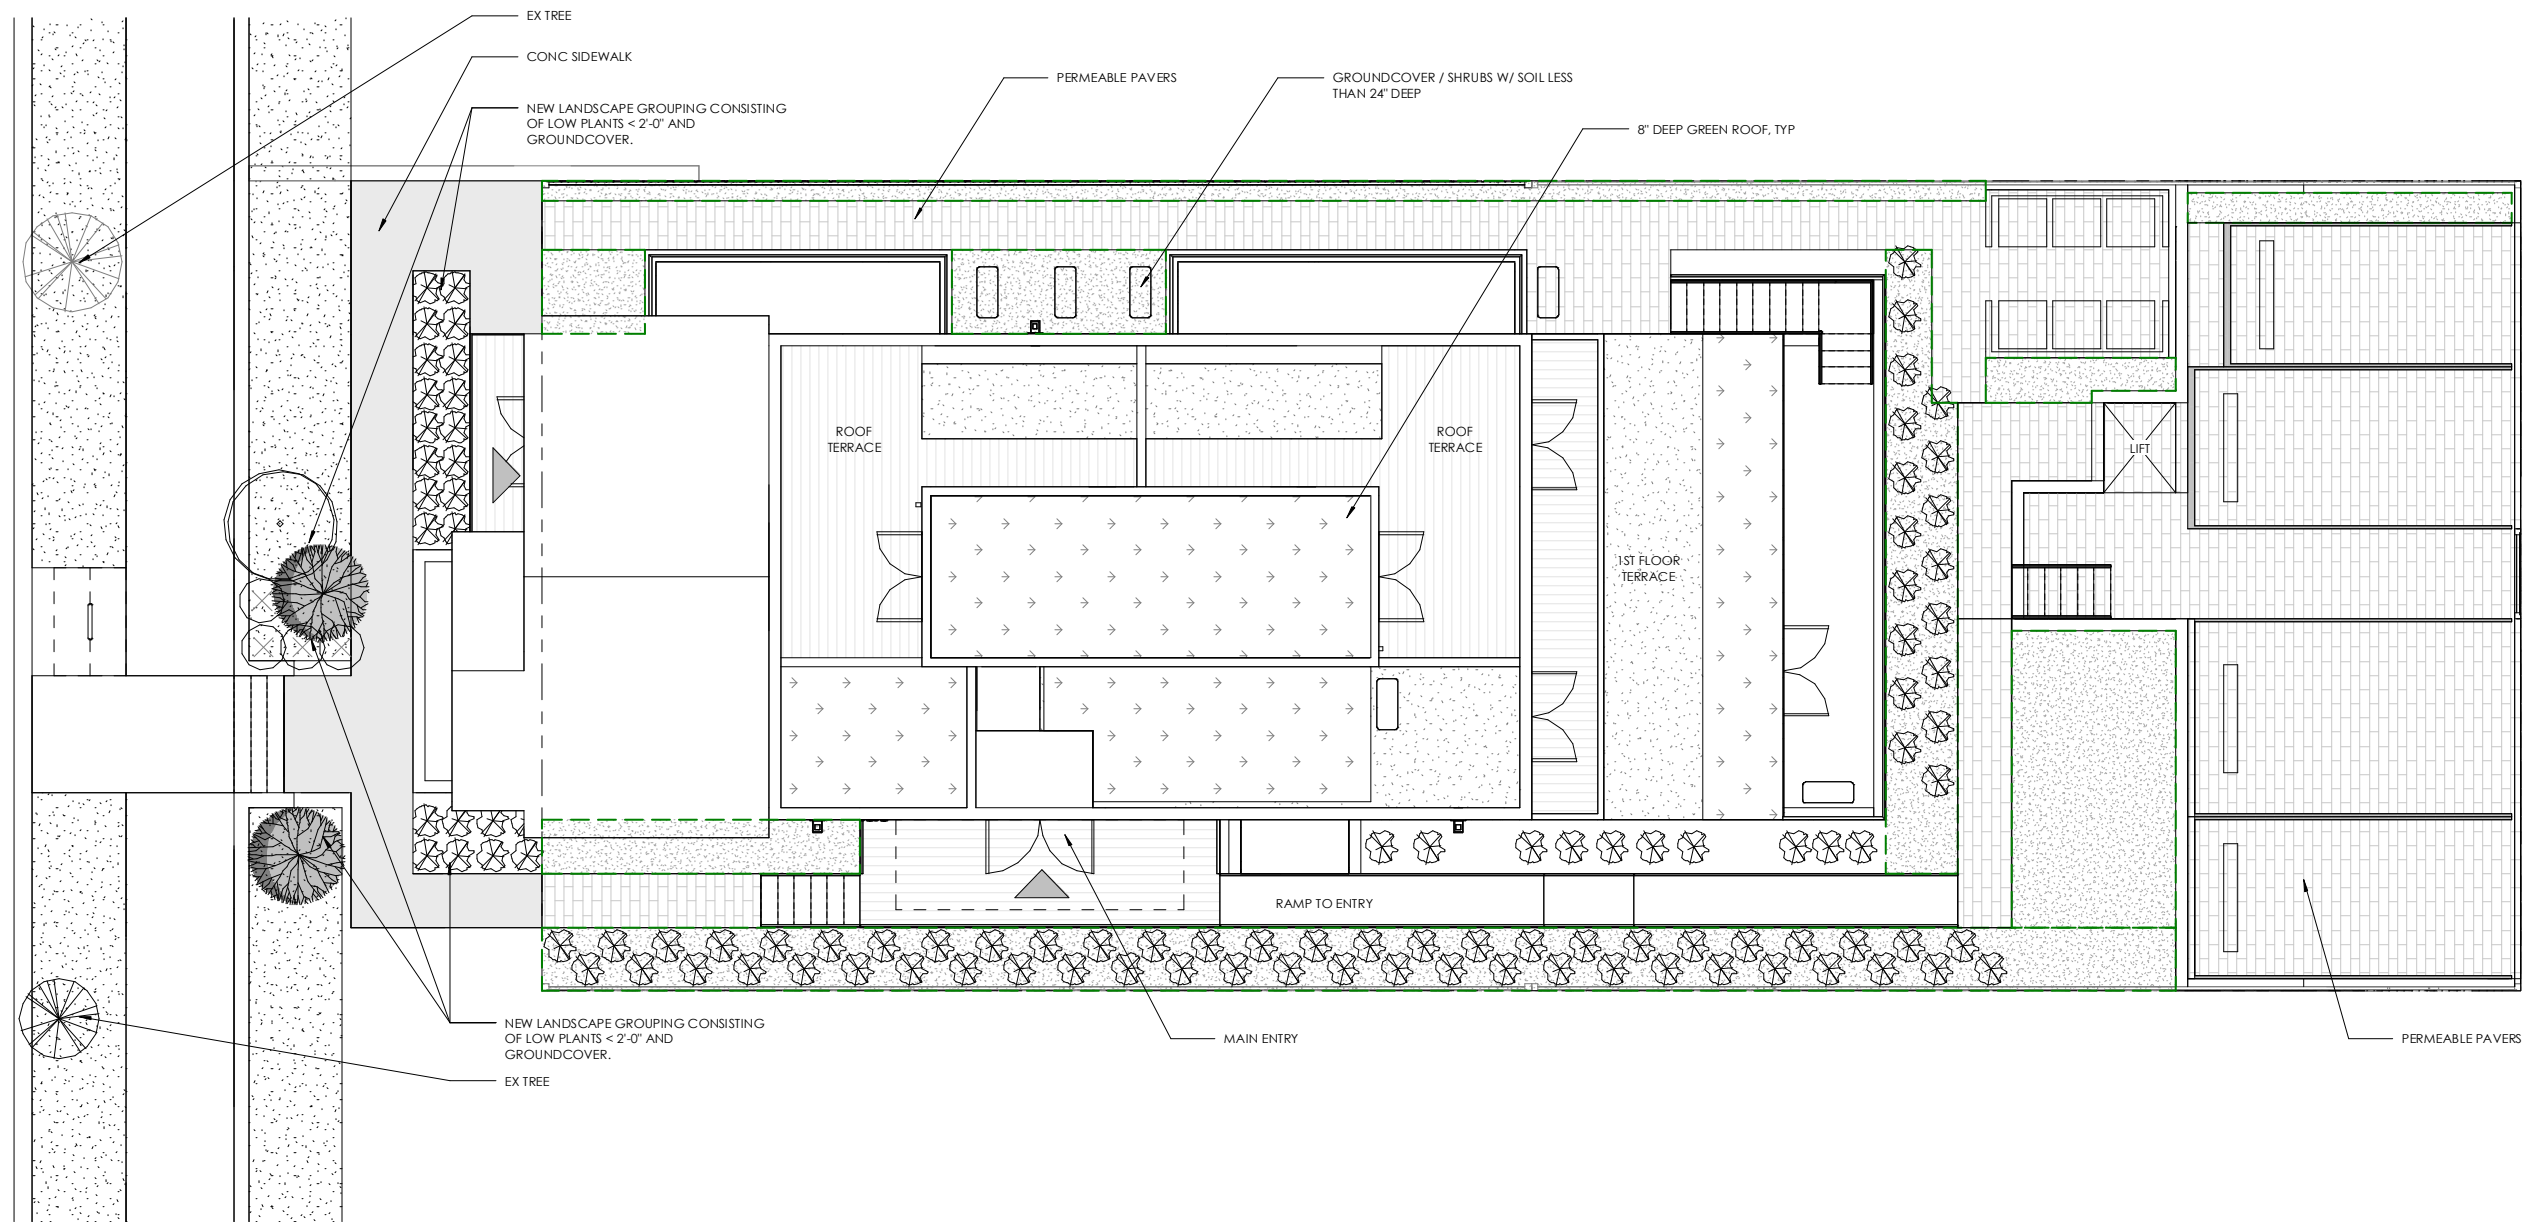 EX TREE
CONC SIDEWALK
PERMEABLE PAVERS
GROUNDCOVER / SHRUBS W/ SOIL LESS
THAN 24" DEEP
NEW LANDSCAPE GROUPING CONSISTING
OF LOW PLANTS < 2'-0" AND
GROUNDCOVER.
8" DEEP GREEN ROOF, TYP
ROOF
TERRACE
ROOF
TERRACE
LIFT
1ST FLOOR
TERRACE
RAMP TO ENTRY
NEW LANDSCAPE GROUPING CONSISTING
OF LOW PLANTS < 2'-0" AND
GROUNDCOVER.
MAIN ENTRY
PERMEABLE PAVERS
EX TREE